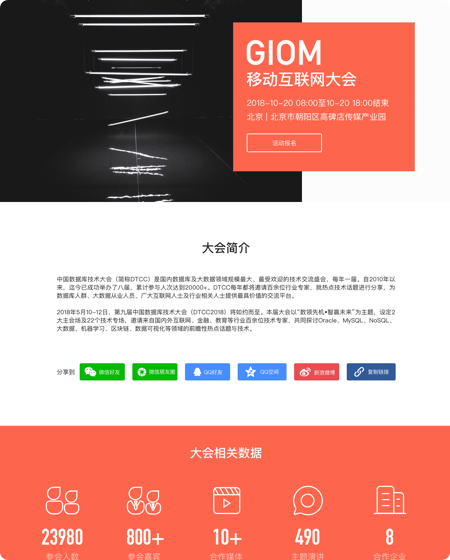 GIOM
移动互联网大会
2018-10-20 08:00至10-20 18:00结束
北京 | 北京市朝阳区高碑店传媒产业园
活动报名
大会简介
中国数据库技术大会（简称DTCC）是国内数据库及大数据领域规模最大、最受欢迎的技术交流盛会，每年一届。自2010年以
来，迄今已成功举办了八届，累计参与人次达到20000+。DTCC每年都将邀请百余位行业专家，就热点技术话题进行分享，为
数据库人群、大数据从业人员、广大互联网人士及行业相关人士提供最具价值的交流平台。
2018年5月10-12日，第九届中国数据库技术大会（DTCC2018）将如约而至。本届大会以“数领先机•智赢未来”为主题，设定2
大主会场及22个技术专场，邀请来自国内外互联网、金融、教育等行业百余位技术专家，共同探讨Oracle、MySQL、NoSQL、
大数据、机器学习、区块链、数据可视化等领域的前瞻性热点话题与技术。
分享到 微信好友 微信朋友圈 QQ好友 QQ空间 新浪微博 复制链接
大会相关数据
23980 800+ 10+ 490 8
参会人数 参会嘉宾 合作媒体 主题演讲 合作企业